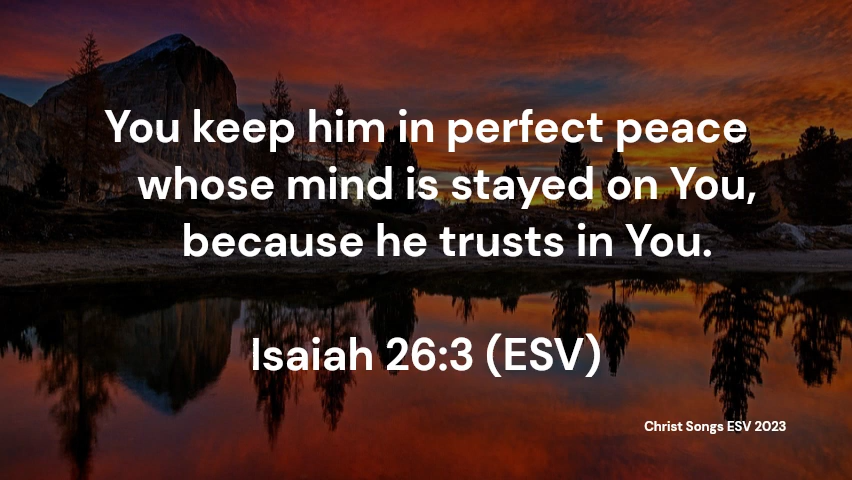 You keep him in perfect peace
whose mind is stayed on You,
because he trusts in You.
Isaiah 26:3 (ESV)
Christ Songs ESV 2023